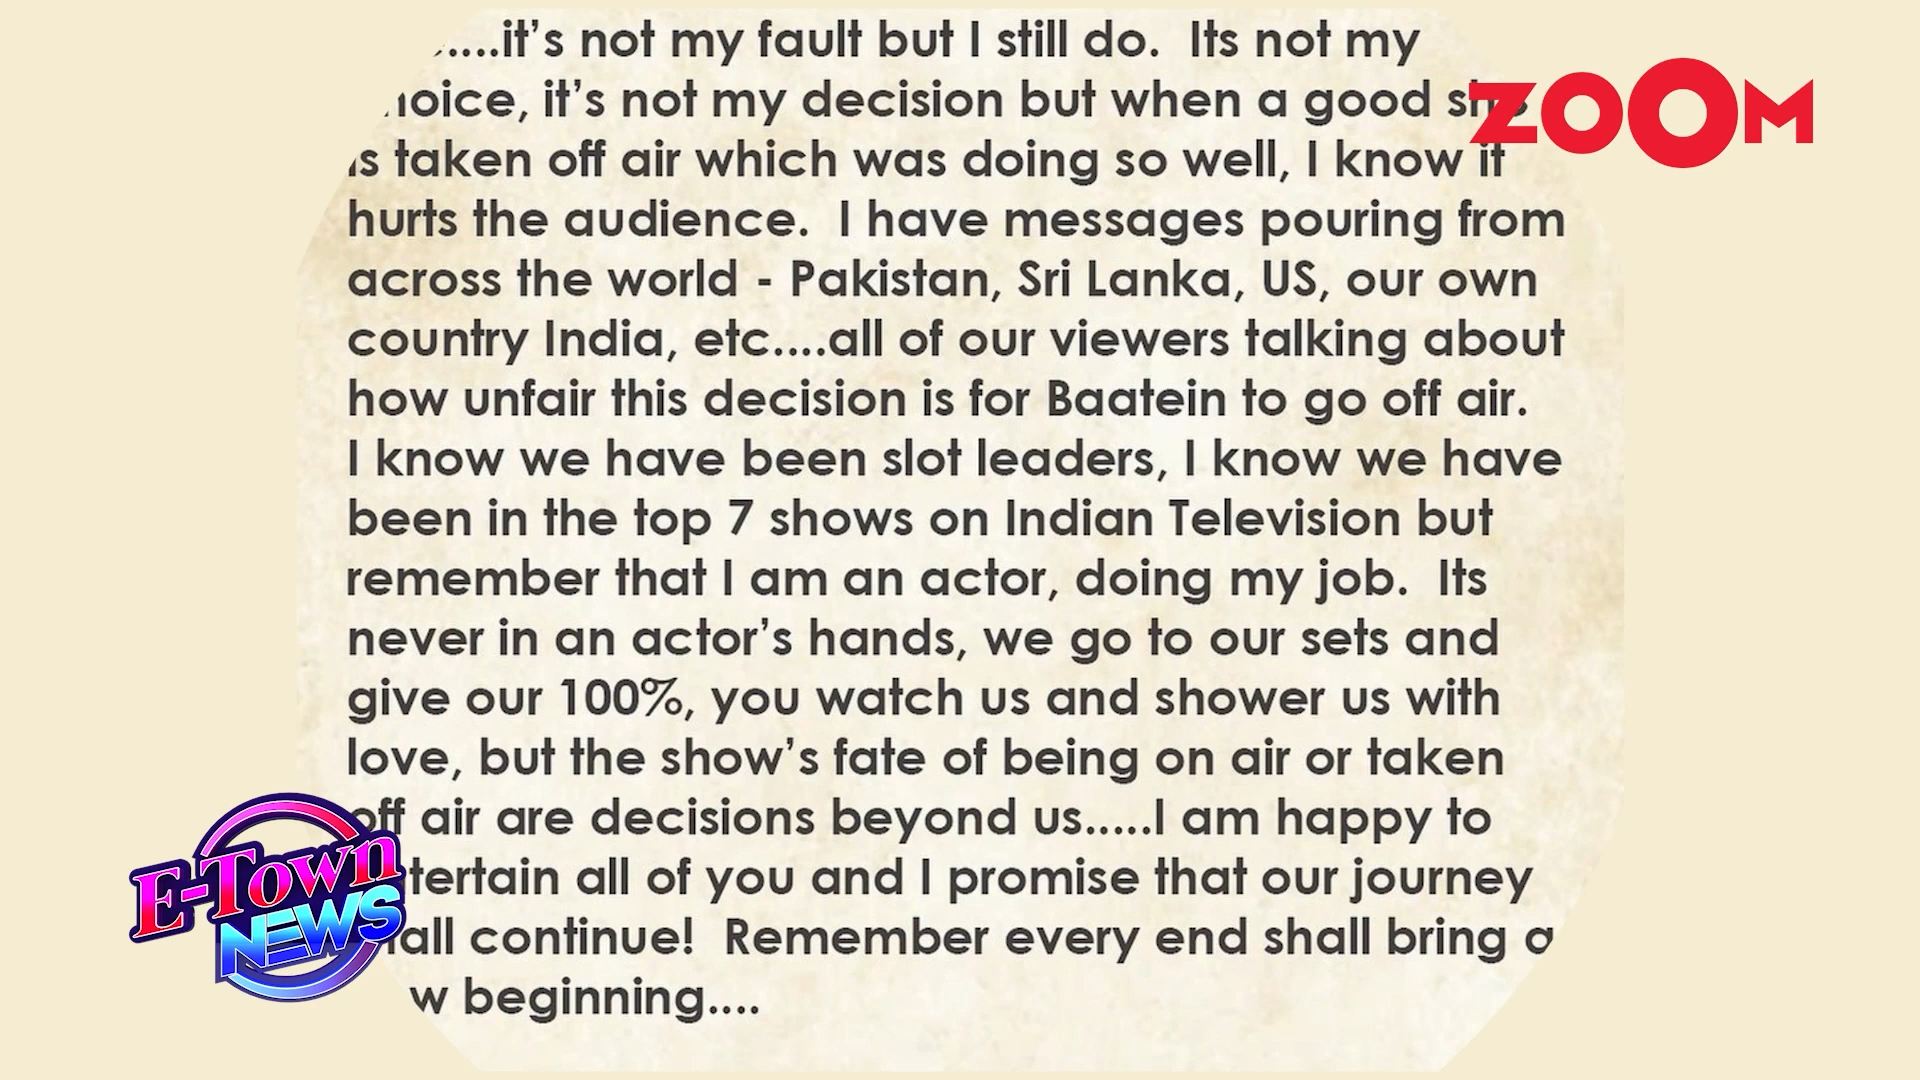 ....it's not my fault but I still do.  Its not my
it's not my decision but when a good
is taken off air which was doing so well, I know it
hurts the audience.  I have messages pouring from
across the world - Pakistan, Sri Lanka, US, our own
country India, etc....all of our viewers talking about
how unfair this decision is for Baatein to go off air.
I know we have been slot leaders, I know we have
been in the top 7 shows on Indian Television but
remember that I am an actor, doing my job.  Its
never in an actor's hands, we go to our sets and
give our 100%, you watch us and shower us with
love, but the show's fate of being on air or taken
off air are decisions beyond us.....I am happy to
all of you and I promise that our journey
continue!  Remember every end shall bring a
beginning....
ZOOM
E-Town
NEWS